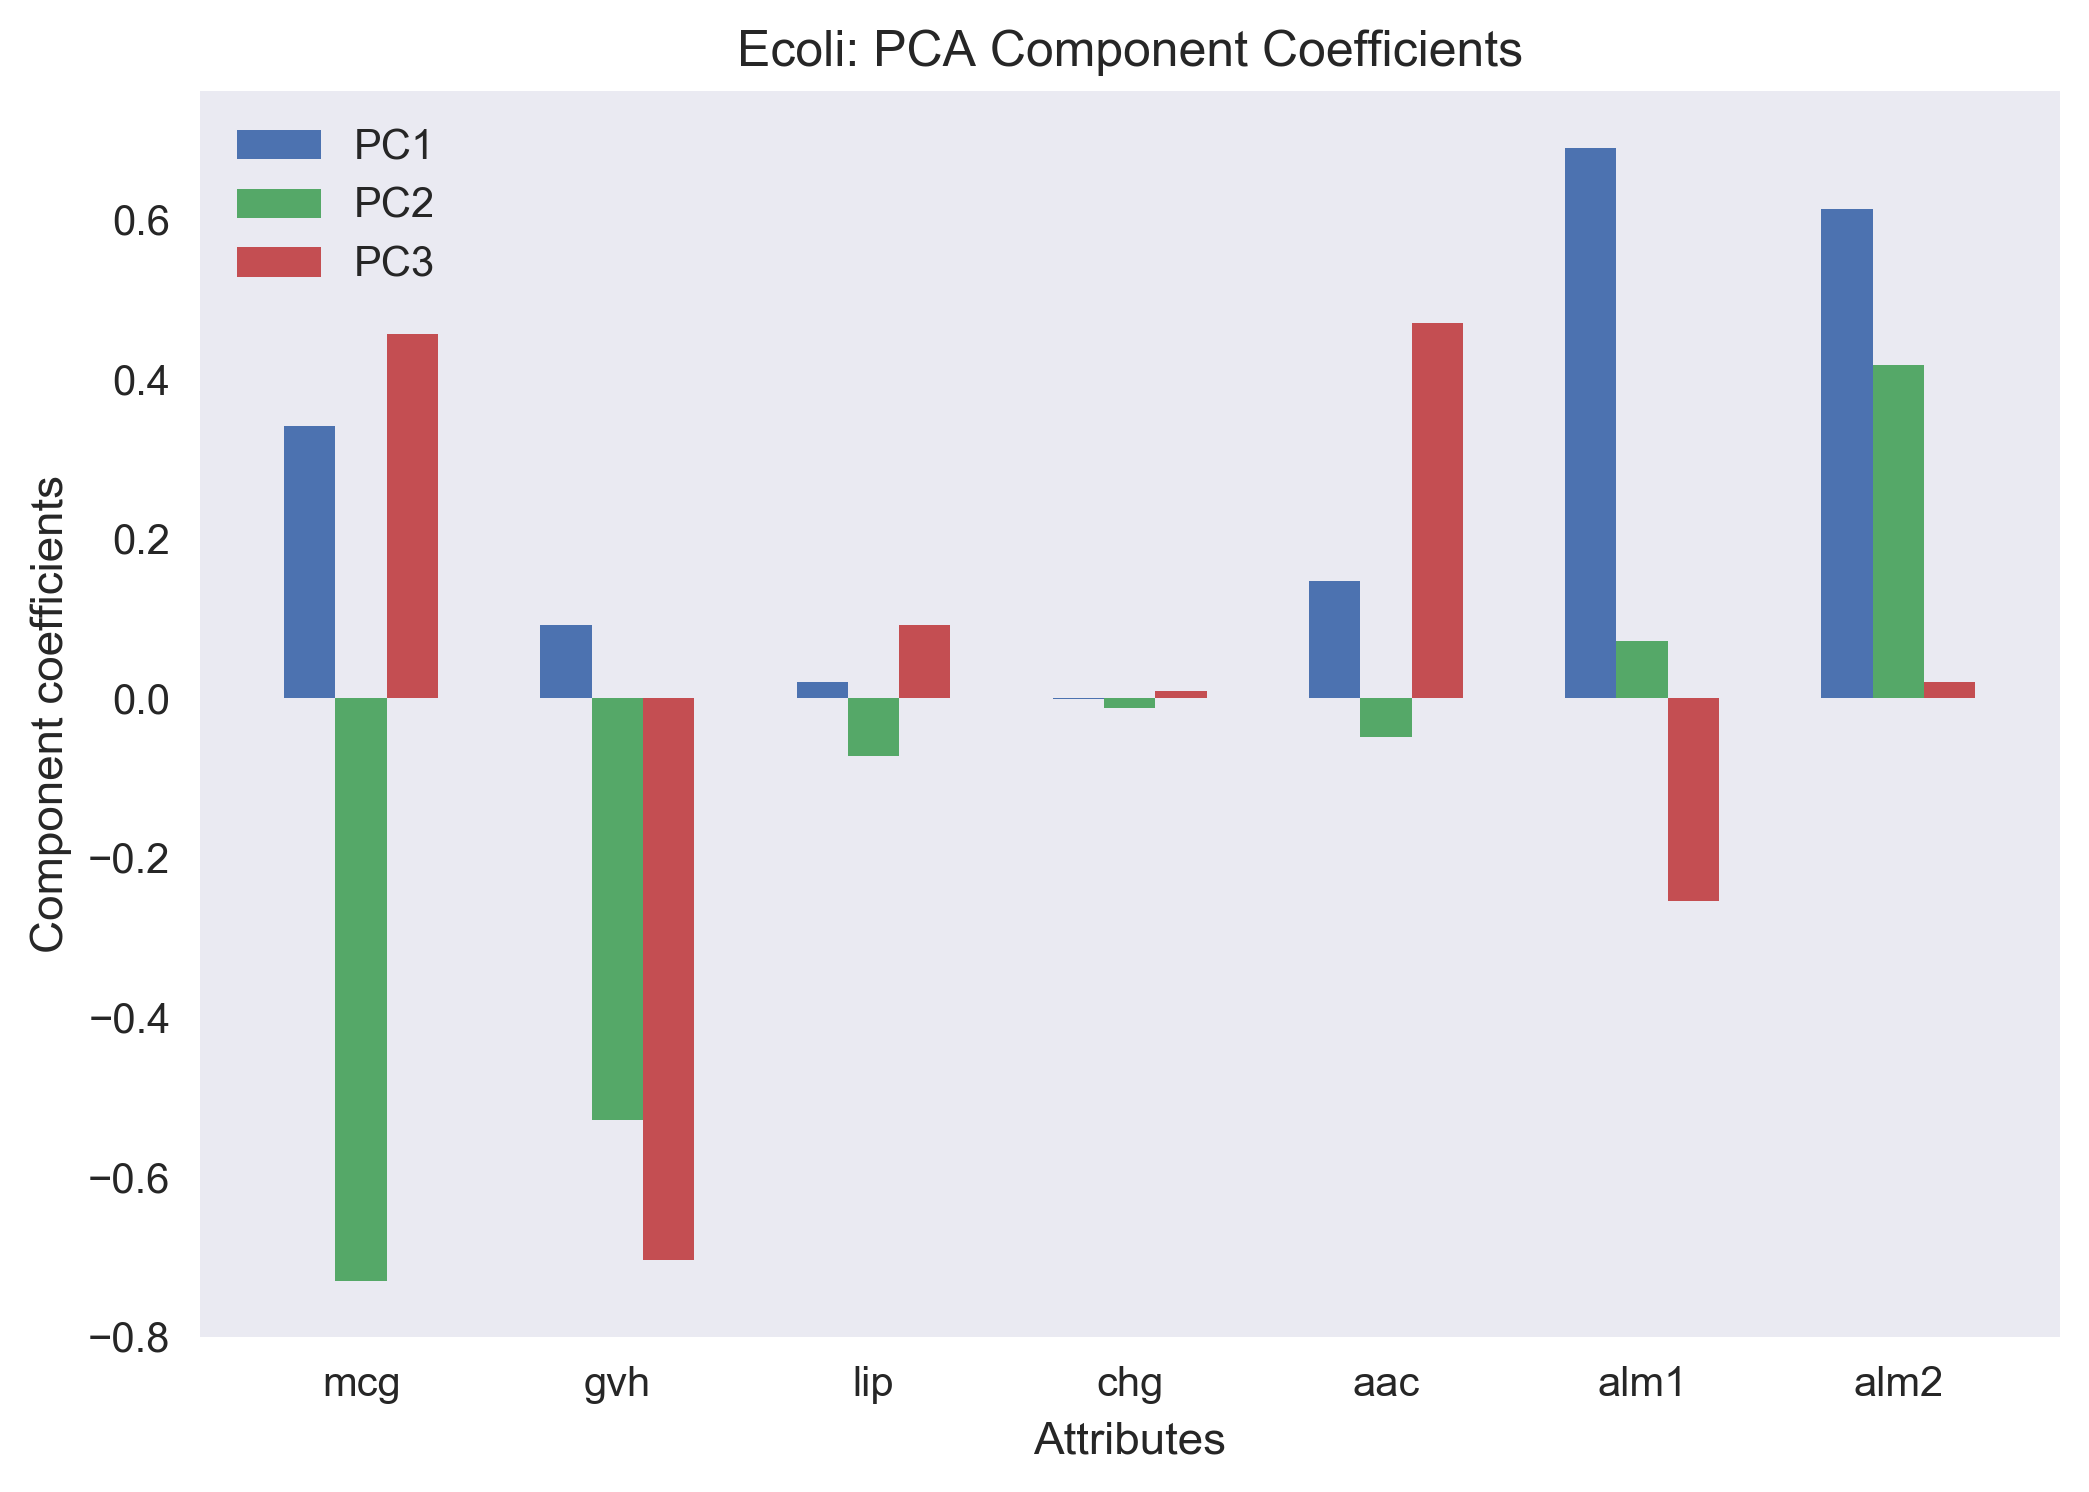 Ecoli: PCA Component Coefficients
PC1
PC2
PC3
0.6
0.4
0.2
0.0
−0.2
−0.4
−0.6
−0.8
Component coefficients
mcg gvh lip chg aac alm1 alm2
Attributes